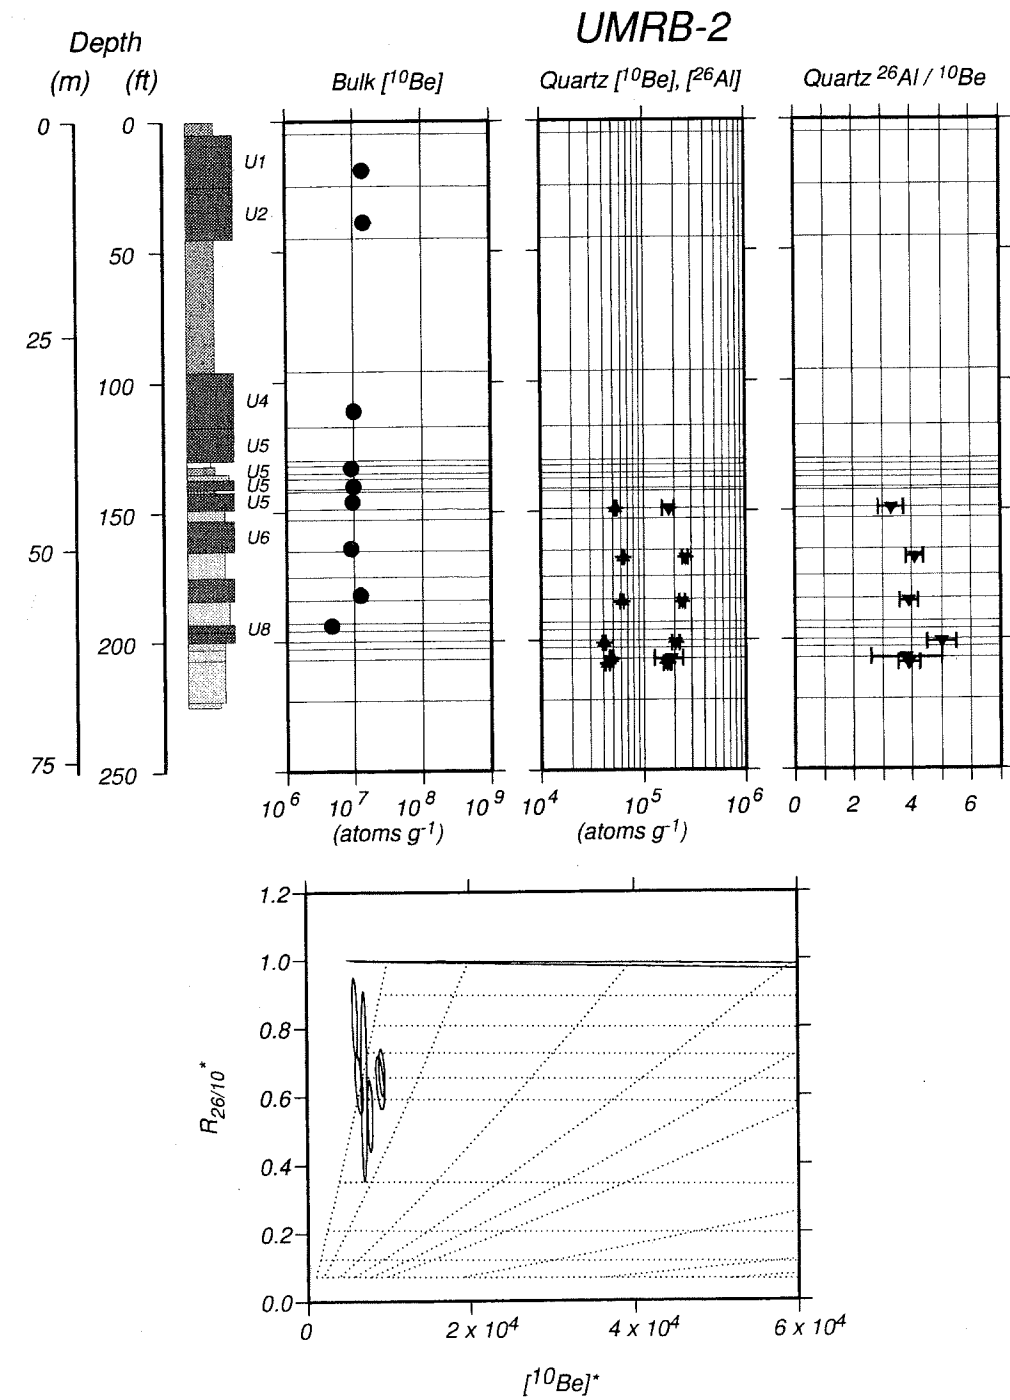 UMRB-2
Depth
(m) (ft)
Bulk [10Be]
Quartz [10Be], [26Al]
Quartz 26Al / 10Be
0
25
50
75
0
50
100
150
200
250
U1
U2
U4
U5
U5
U5
U5
U6
U8
10^6 10^7 10^8 10^9
(atoms g-1)
10^4 10^5 10^6
(atoms g-1)
0 2 4 6
1.2
1.0
0.8
0.6
0.4
0.2
0.0
R26/10*
0 2 x 10^4 4 x 10^4 6 x 10^4
[10Be]*